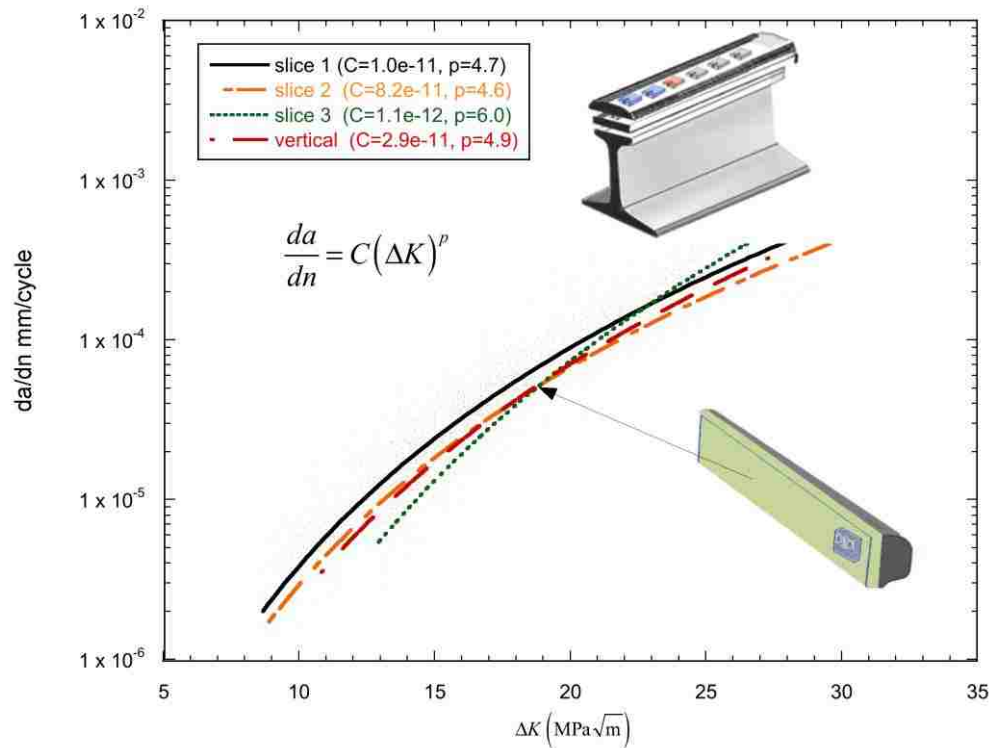 1 x 10^-2
slice 1 (C=1.0e-11, p=4.7)
slice 2 (C=8.2e-11, p=4.6)
slice 3 (C=1.1e-12, p=6.0)
vertical (C=2.9e-11, p=4.9)
1 x 10^-3
da/dn = C(ΔK)^p
da/dn mm/cycle
1 x 10^-4
1 x 10^-5
1 x 10^-6
5 10 15 20 25 30 35
ΔK (MPa√m)